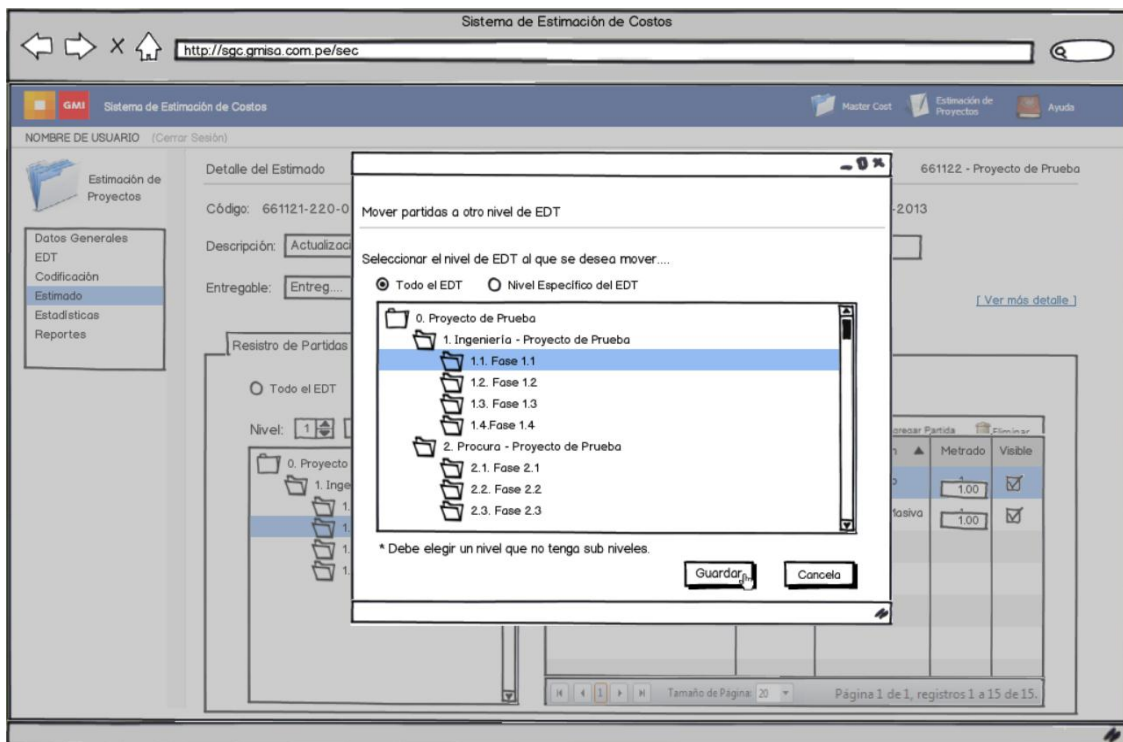 Sistema de Estimación de Costos
http://sgc.gmisa.com.pe/sec
GMI Sistema de Estimación de Costos
Master Cost
Estimación de
Proyectos
Ayuda
NOMBRE DE USUARIO (Cerrar Sesión)
Estimación de
Proyectos
Datos Generales
EDT
Codificación
Estimado
Estadísticas
Reportes
Detalle del Estimado
661122 - Proyecto de Prueba
Código: 661121-220-0
-2013
Descripción: Actualizaci
Entregable: Entreg....
[ Ver más detalle ]
Resistro de Partidas
Todo el EDT
Nivel: 1
0. Proyecto
1. Inge
1.
1.
1.
1.
Mover partidas a otro nivel de EDT
Seleccionar el nivel de EDT al que se desea mover....
Todo el EDT Nivel Específico del EDT
0. Proyecto de Prueba
1. Ingeniería - Proyecto de Prueba
1.1. Fase 1.1
1.2. Fase 1.2
1.3. Fase 1.3
1.4.Fase 1.4
2. Procura - Proyecto de Prueba
2.1. Fase 2.1
2.2. Fase 2.2
2.3. Fase 2.3
* Debe elegir un nivel que no tenga sub niveles.
Guardar Cancela
Partida Eliminar
Metrado Visible
1.00
1.00
1 Tamaño de Página: 20 Página 1 de 1, registros 1 a 15 de 15.